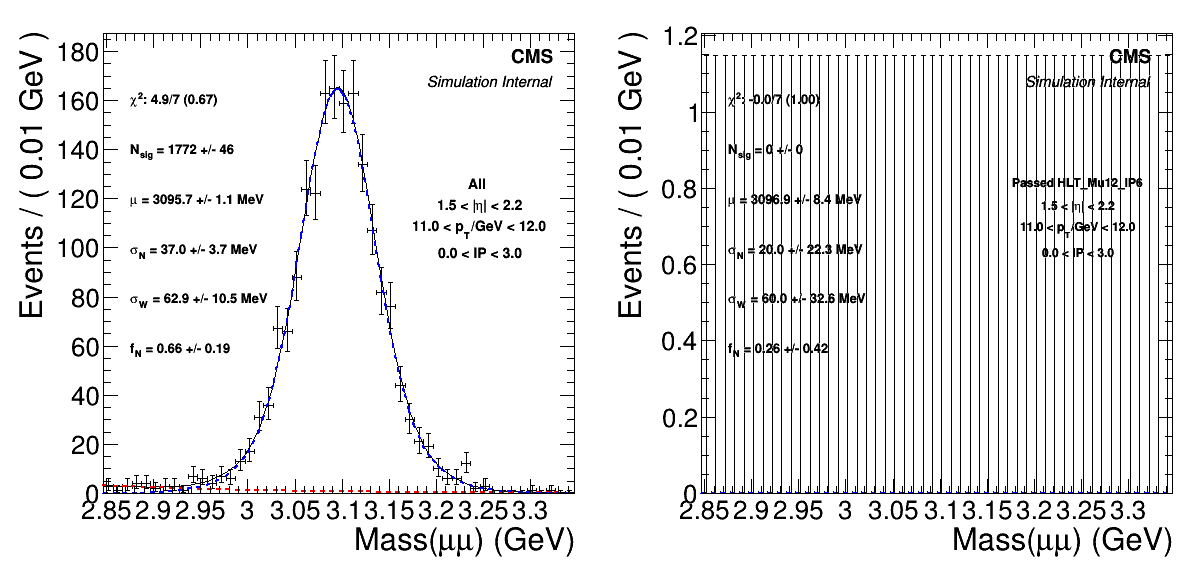 CMS
Simulation Internal
χ²: 4.9/7 (0.67)
N_sig = 1772 +/- 46
μ = 3095.7 +/- 1.1 MeV
σ_N = 37.0 +/- 3.7 MeV
σ_W = 62.9 +/- 10.5 MeV
f_N = 0.66 +/- 0.19
All
1.5 < |η| < 2.2
11.0 < p_T/GeV < 12.0
0.0 < IP < 3.0
Events / ( 0.01 GeV )
180
160
140
120
100
80
60
40
20
0
2.85 2.9 2.95 3 3.05 3.1 3.15 3.2 3.25 3.3
Mass(μμ) (GeV)
CMS
Simulation Internal
χ²: -0.0/7 (1.00)
N_sig = 0 +/- 0
μ = 3096.9 +/- 8.4 MeV
σ_N = 20.0 +/- 22.3 MeV
σ_W = 60.0 +/- 32.6 MeV
f_N = 0.26 +/- 0.42
Passed HLT_Mu12_IP6
1.5 < |η| < 2.2
11.0 < p_T/GeV < 12.0
0.0 < IP < 3.0
Events / ( 0.01 GeV )
1.2
1
0.8
0.6
0.4
0.2
0
2.85 2.9 2.95 3 3.05 3.1 3.15 3.2 3.25 3.3
Mass(μμ) (GeV)